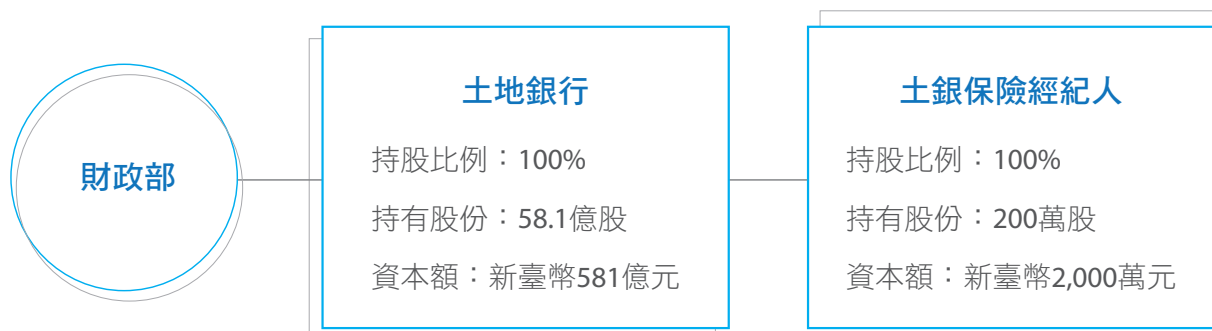 財政部
土地銀行
持股比例：100%
持有股份：58.1億股
資本額：新臺幣581億元
土銀保險經紀人
持股比例：100%
持有股份：200萬股
資本額：新臺幣2,000萬元